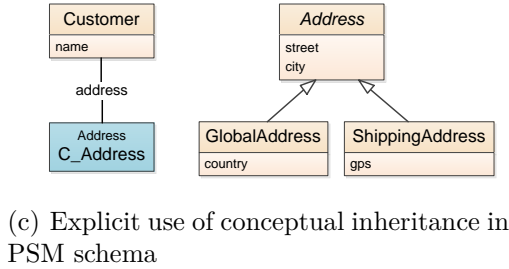 Customer
name
address
Address
C_Address
Address
street
city
GlobalAddress
country
ShippingAddress
gps
(c) Explicit use of conceptual inheritance in
PSM schema